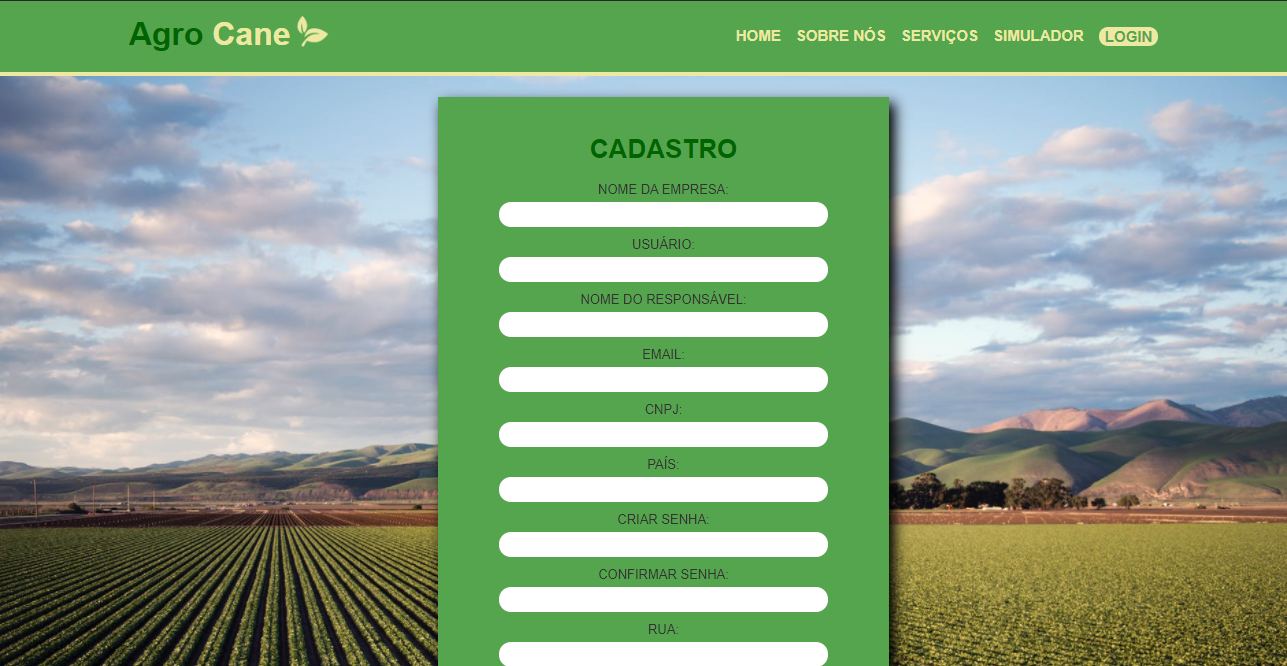 Agro Cane
HOME SOBRE NÓS SERVIÇOS SIMULADOR LOGIN
CADASTRO
NOME DA EMPRESA:
USUÁRIO:
NOME DO RESPONSÁVEL:
EMAIL:
CNPJ:
PAÍS:
CRIAR SENHA:
CONFIRMAR SENHA:
RUA: